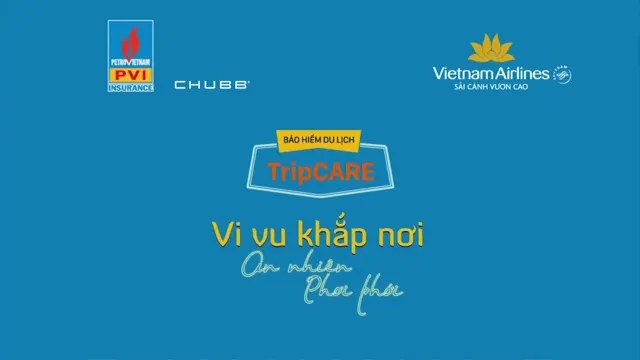 PETROVIETNAM
PVI
INSURANCE
CHUBB®
Vietnam Airlines
SẢI CÁNH VƯƠN CAO
BẢO HIỂM DU LỊCH
TripCARE
Vi vu khắp nơi
An nhiên
Phơi phới